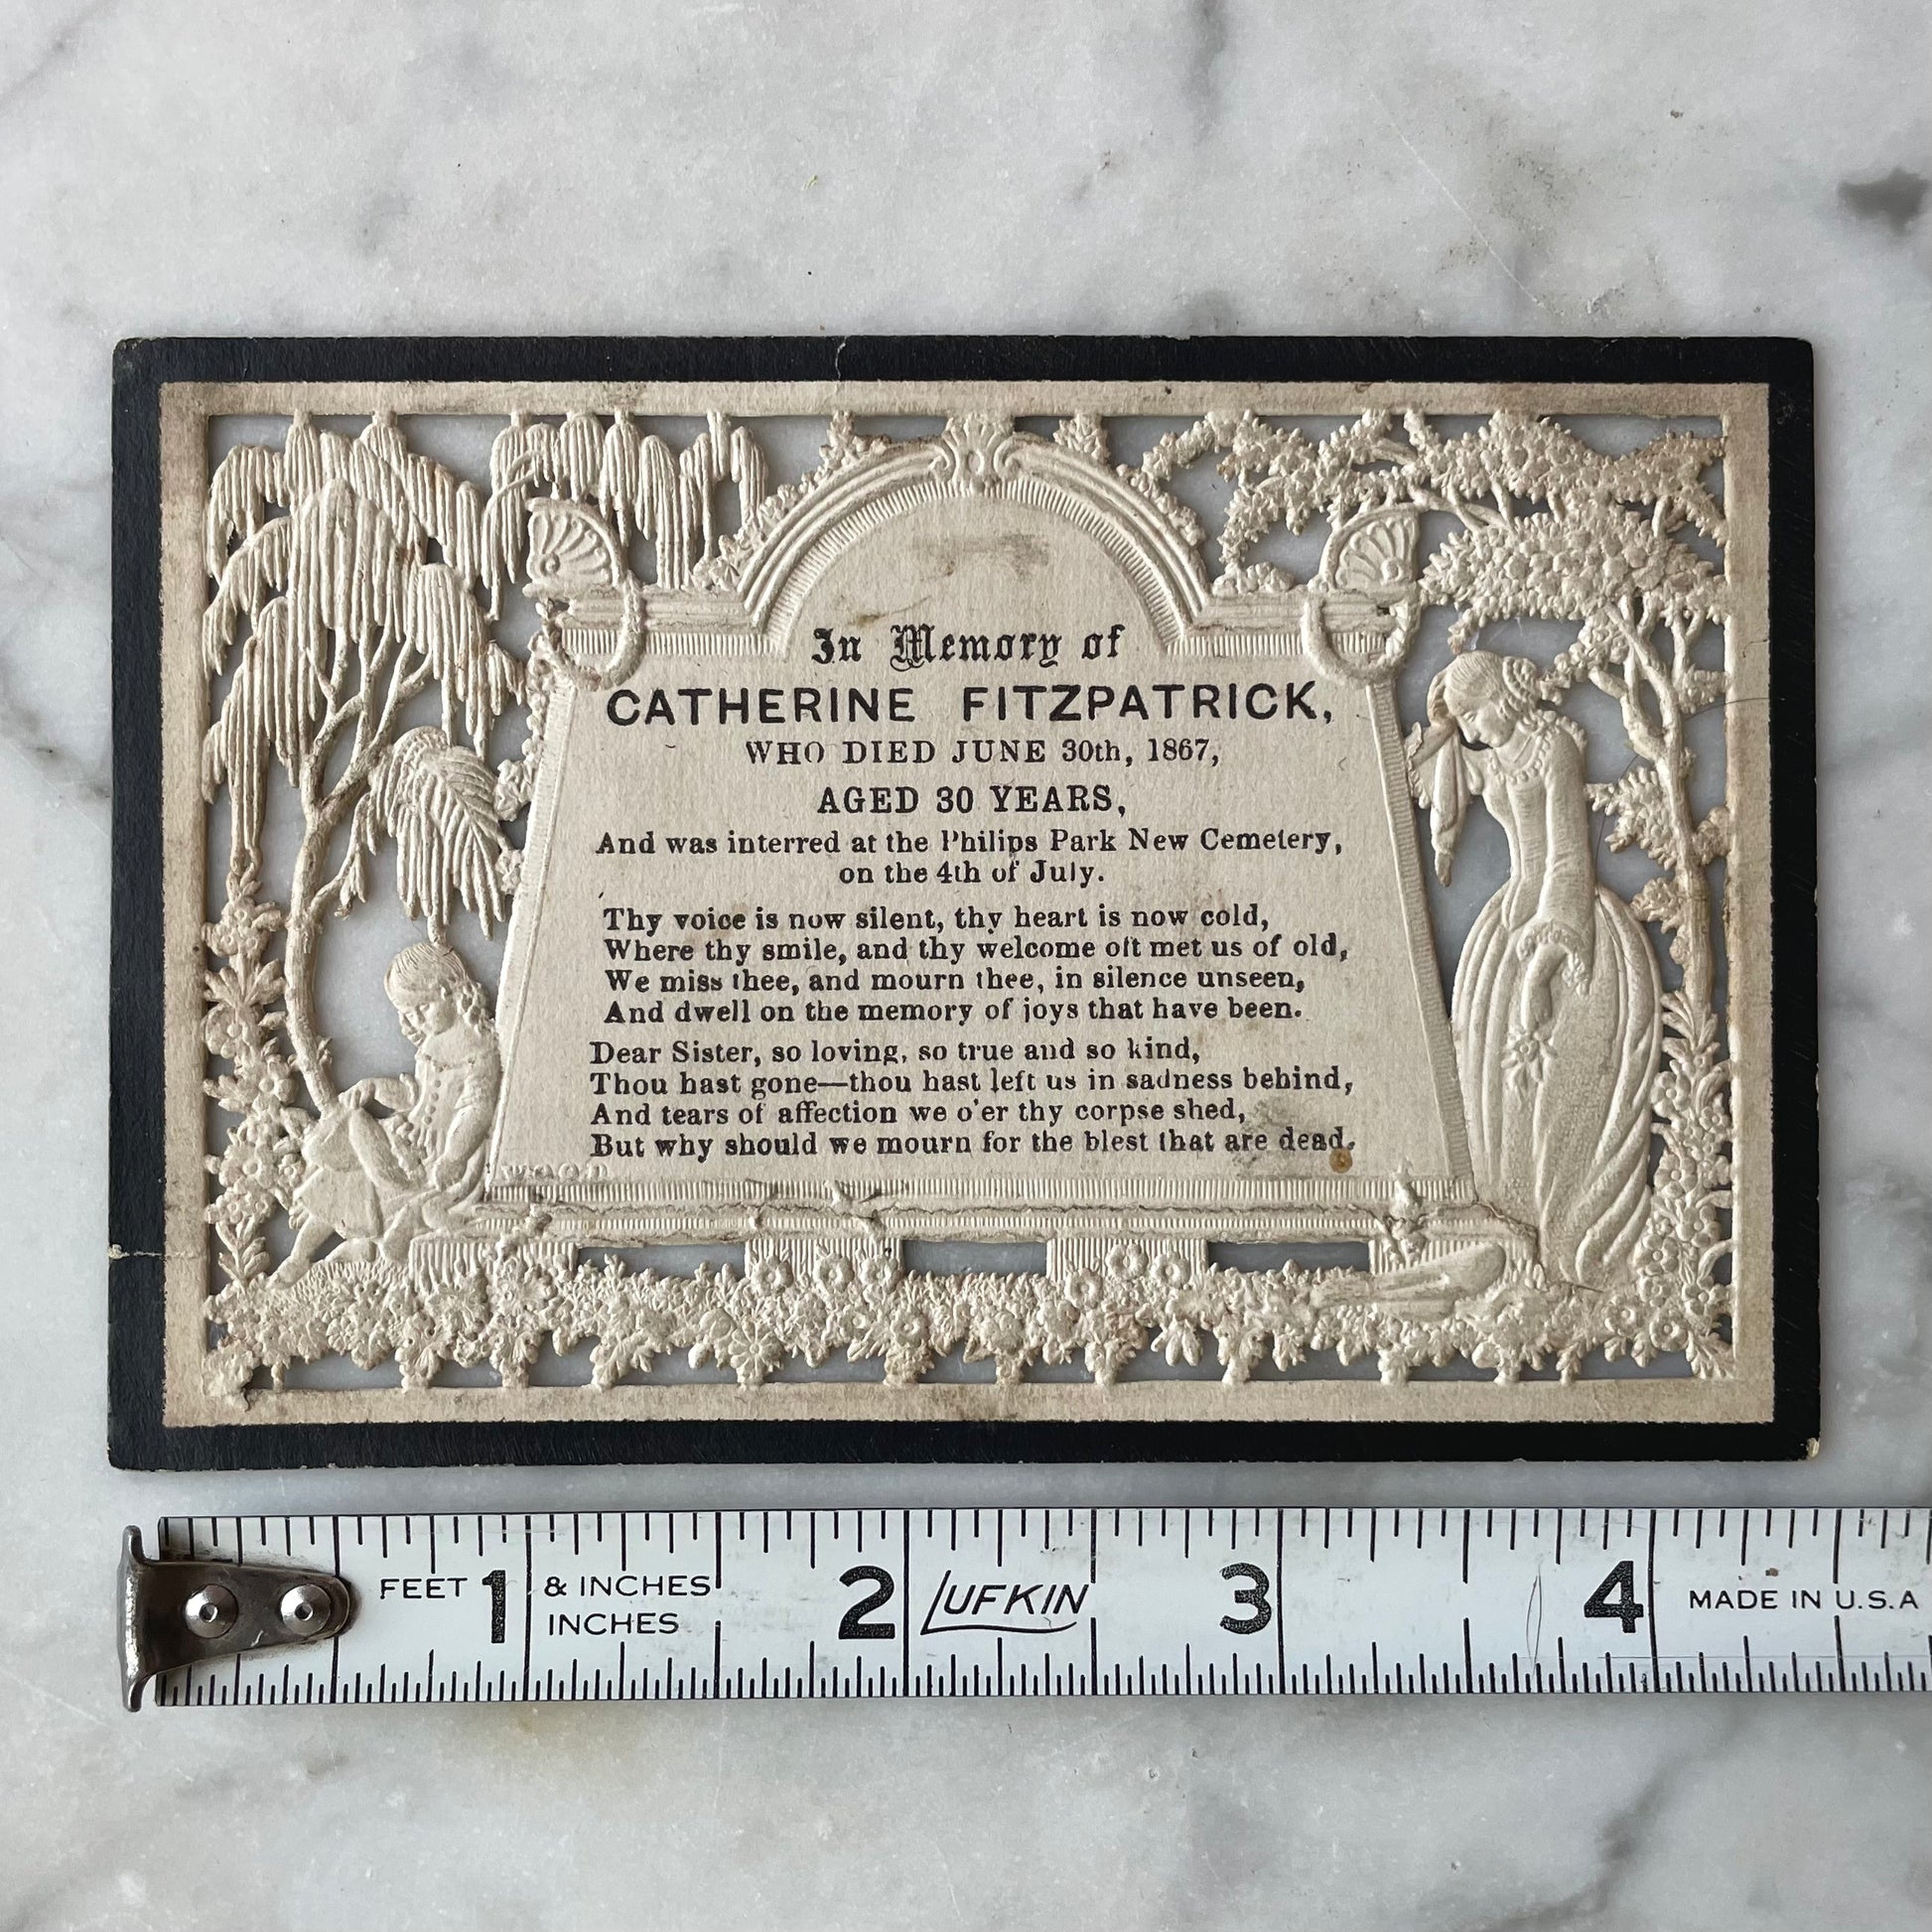 In Memory of
CATHERINE FITZPATRICK,
WHO DIED JUNE 30th, 1867,
AGED 30 YEARS,
And was interred at the Philips Park New Cemetery,
on the 4th of July.
Thy voice is now silent, thy heart is now cold,
Where thy smile, and thy welcome oft met us of old,
We miss thee, and mourn thee, in silence unseen,
And dwell on the memory of joys that have been.
Dear Sister, so loving, so true and so kind,
Thou hast gone—thou hast left us in sadness behind,
And tears of affection we o'er thy corpse shed,
But why should we mourn for the blest that are dead.
WOOD
FEET 1 & INCHES 2 LUFKIN 3 4 MADE IN U.S.A
INCHES